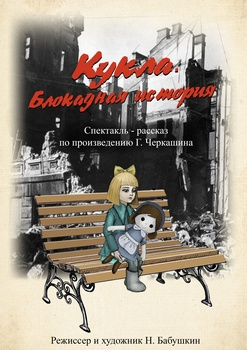 Кукла.
Блокадная история
Спектакль - рассказ
по произведению Г. Черкашина
Режиссер и художник Н. Бабушкин